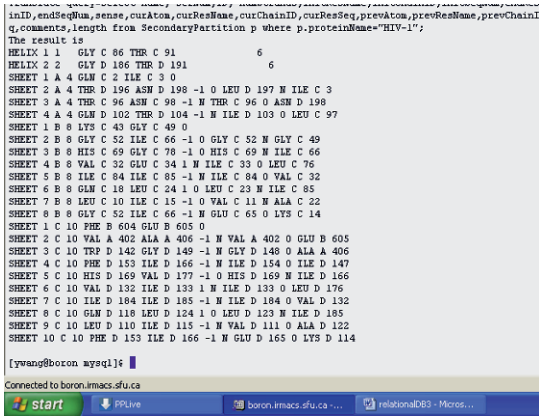 inID,endSeqNum,sense,curAtom,curResName,curChainID,curResSeq,prevAtom,prevResName,prevChainI
q,comments,length from SecondaryPartition p where p.proteinName="HIV-1";
The result is
HELIX 1 1 GLY C 86 THR C 91 6
HELIX 2 2 GLY D 186 THR D 191 6
SHEET 1 A 4 GLN C 2 ILE C 3 0
SHEET 2 A 4 THR D 196 ASN D 198 -1 O LEU D 197 N ILE C 3
SHEET 3 A 4 THR C 96 ASN C 98 -1 N THR C 96 O ASN D 198
SHEET 4 A 4 GLN D 102 THR D 104 -1 N ILE D 103 O LEU C 97
SHEET 1 B 8 LYS C 43 GLY C 49 0
SHEET 2 B 8 GLY C 52 ILE C 66 -1 O GLY C 52 N GLY C 49
SHEET 3 B 8 HIS C 69 GLY C 78 -1 O HIS C 69 N ILE C 66
SHEET 4 B 8 VAL C 32 GLU C 34 1 N ILE C 33 O LEU C 76
SHEET 5 B 8 ILE C 84 ILE C 85 -1 N ILE C 84 O VAL C 32
SHEET 6 B 8 GLN C 18 LEU C 24 1 O LEU C 23 N ILE C 85
SHEET 7 B 8 LEU C 10 ILE C 15 -1 O VAL C 11 N ALA C 22
SHEET 8 B 8 GLY C 52 ILE C 66 -1 N GLU C 65 O LYS C 14
SHEET 1 C 10 PHE B 604 GLU B 605 0
SHEET 2 C 10 VAL A 402 ALA A 406 -1 N VAL A 402 O GLU B 605
SHEET 3 C 10 TRP D 142 GLY D 149 -1 N GLY D 148 O ALA A 406
SHEET 4 C 10 PHE D 153 ILE D 166 -1 N ILE D 154 O ILE D 147
SHEET 5 C 10 HIS D 169 VAL D 177 -1 O HIS D 169 N ILE D 166
SHEET 6 C 10 VAL D 132 ILE D 133 1 N ILE D 133 O LEU D 176
SHEET 7 C 10 ILE D 184 ILE D 185 -1 N ILE D 184 O VAL D 132
SHEET 8 C 10 GLN D 118 LEU D 124 1 O LEU D 123 N ILE D 185
SHEET 9 C 10 LEU D 110 ILE D 115 -1 N VAL D 111 O ALA D 122
SHEET 10 C 10 PHE D 153 ILE D 166 -1 N GLU D 165 O LYS D 114
[ywang@boron mysql]$
Connected to boron.irmacs.sfu.ca
start PPLive boron.irmacs.sfu.ca -... relationalDB3 - Micros...